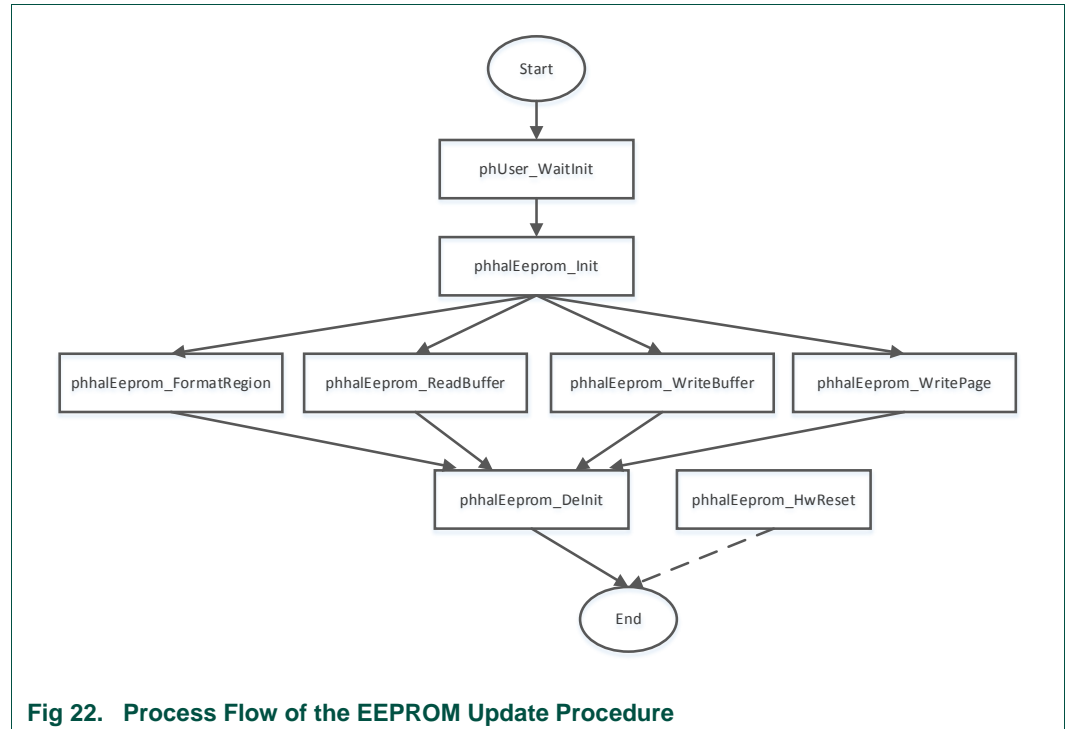 Start
phUser_WaitInit
phhalEeprom_Init
phhalEeprom_FormatRegion
phhalEeprom_ReadBuffer
phhalEeprom_WriteBuffer
phhalEeprom_WritePage
phhalEeprom_DeInit
phhalEeprom_HwReset
End
Fig 22. Process Flow of the EEPROM Update Procedure